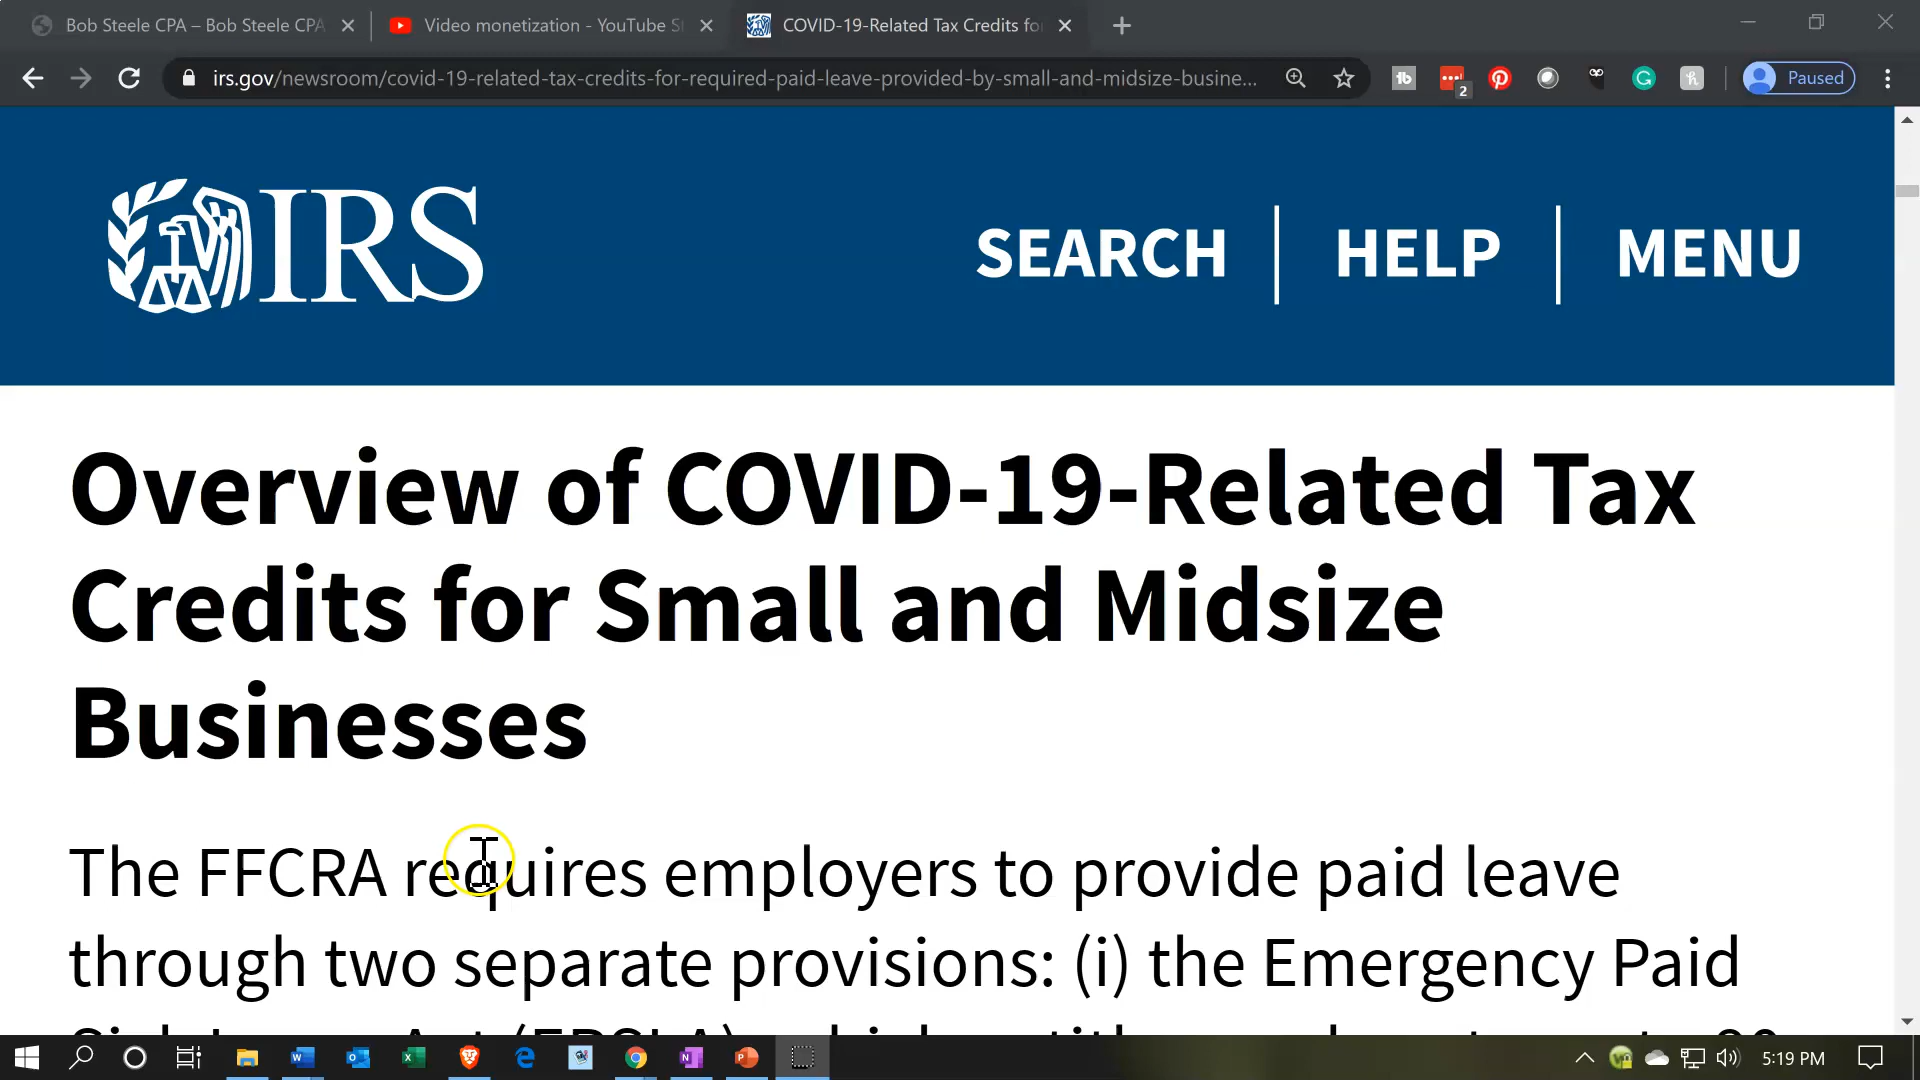 Bob Steele CPA – Bob Steele CPA
Video monetization - YouTube S
COVID-19-Related Tax Credits fo
irs.gov/newsroom/covid-19-related-tax-credits-for-required-paid-leave-provided-by-small-and-midsize-busine...
tb
2
Paused
IRS
SEARCH
HELP
MENU
Overview of COVID-19-Related Tax
Credits for Small and Midsize
Businesses
The FFCRA requires employers to provide paid leave
through two separate provisions: (i) the Emergency Paid
5:19 PM